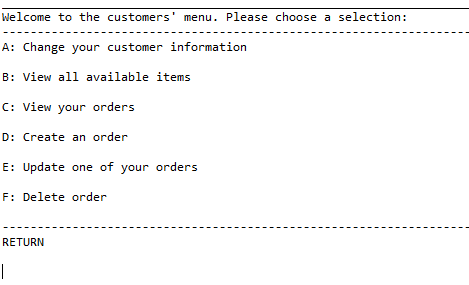 Welcome to the customers' menu. Please choose a selection:
-------------------------------------------------------------------
A: Change your customer information
B: View all available items
C: View your orders
D: Create an order
E: Update one of your orders
F: Delete order
-------------------------------------------------------------------
RETURN